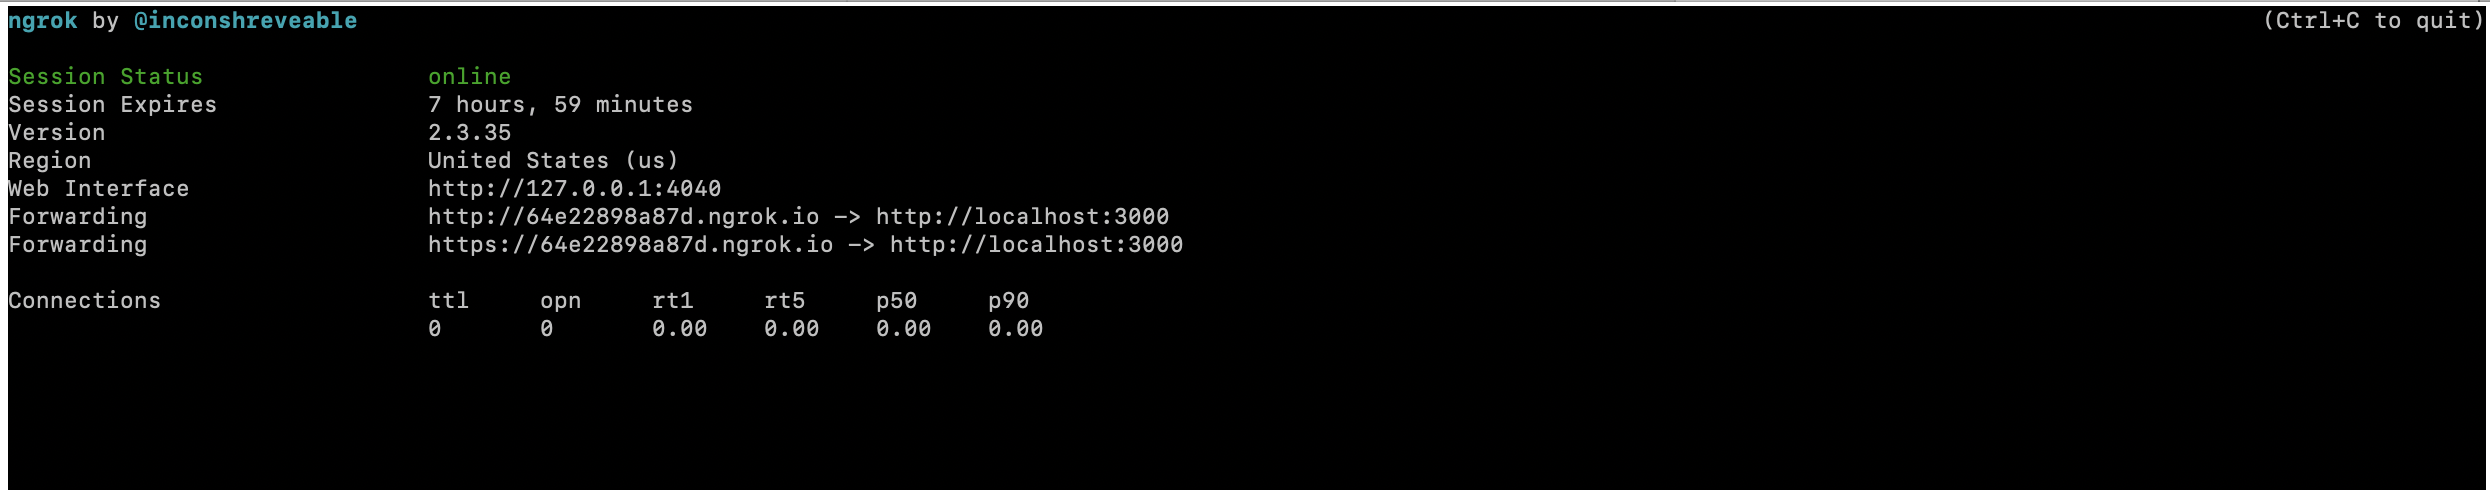 ngrok by @inconshreveable (Ctrl+C to quit)
Session Status online
Session Expires 7 hours, 59 minutes
Version 2.3.35
Region United States (us)
Web Interface http://127.0.0.1:4040
Forwarding http://64e22898a87d.ngrok.io -> http://localhost:3000
Forwarding https://64e22898a87d.ngrok.io -> http://localhost:3000
Connections ttl opn rt1 rt5 p50 p90
0 0 0.00 0.00 0.00 0.00